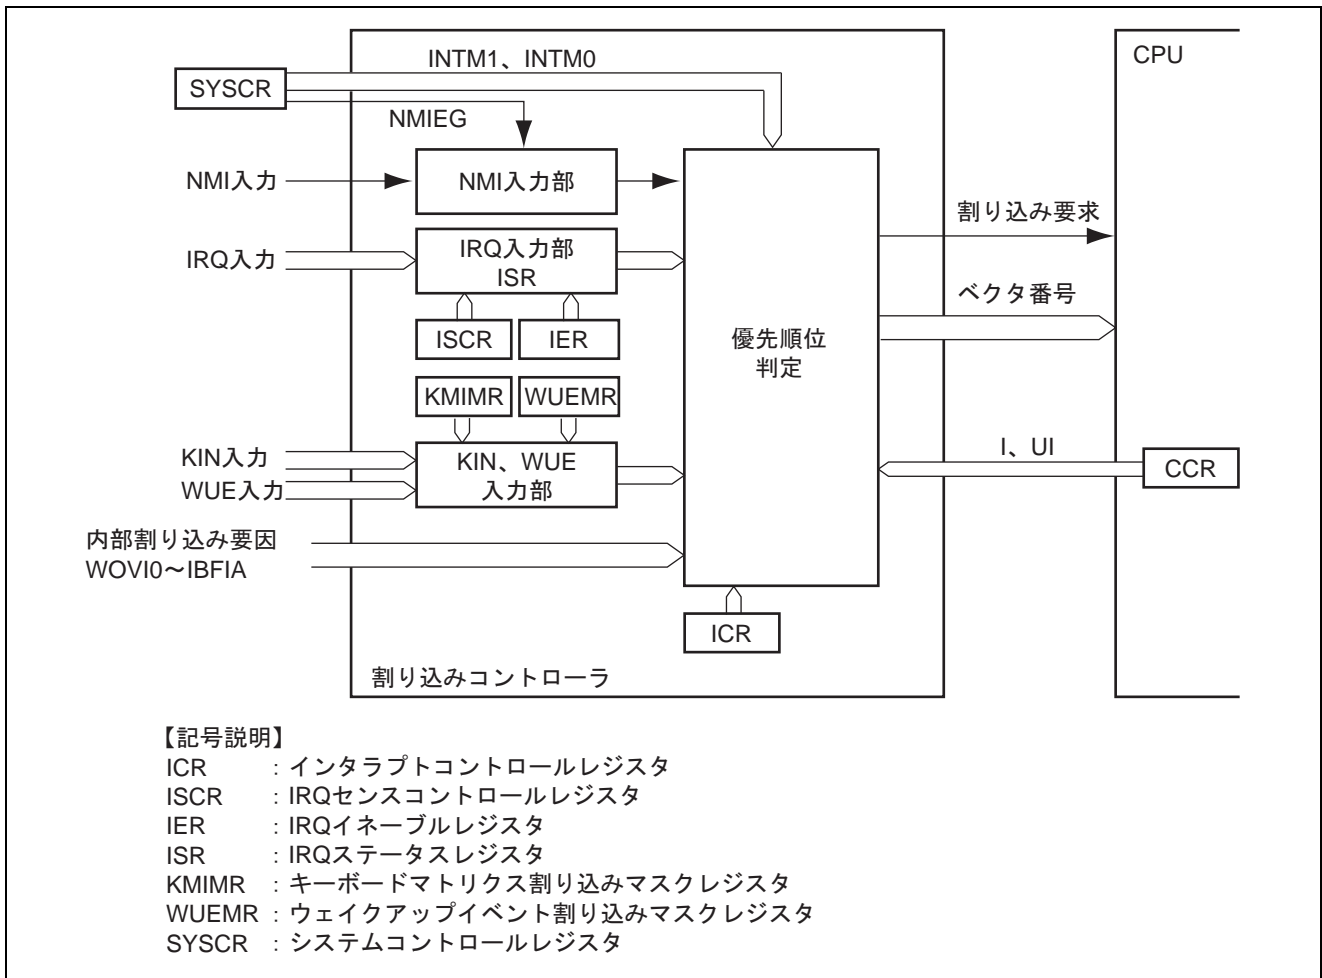 INTM1、INTM0
CPU
SYSCR
NMIEG
NMI入力
NMI入力部
割り込み要求
IRQ入力
IRQ入力部
ISR
ベクタ番号
ISCR
IER
優先順位
判定
KMIMR
WUEMR
KIN入力
WUE入力
KIN、WUE
入力部
I、UI
CCR
内部割り込み要因
WOVI0～IBFIA
ICR
割り込みコントローラ
【記号説明】
ICR : インタラプトコントロールレジスタ
ISCR : IRQセンスコントロールレジスタ
IER : IRQイネーブルレジスタ
ISR : IRQステータスレジスタ
KMIMR : キーボードマトリクス割り込みマスクレジスタ
WUEMR : ウェイクアップイベント割り込みマスクレジスタ
SYSCR : システムコントロールレジスタ